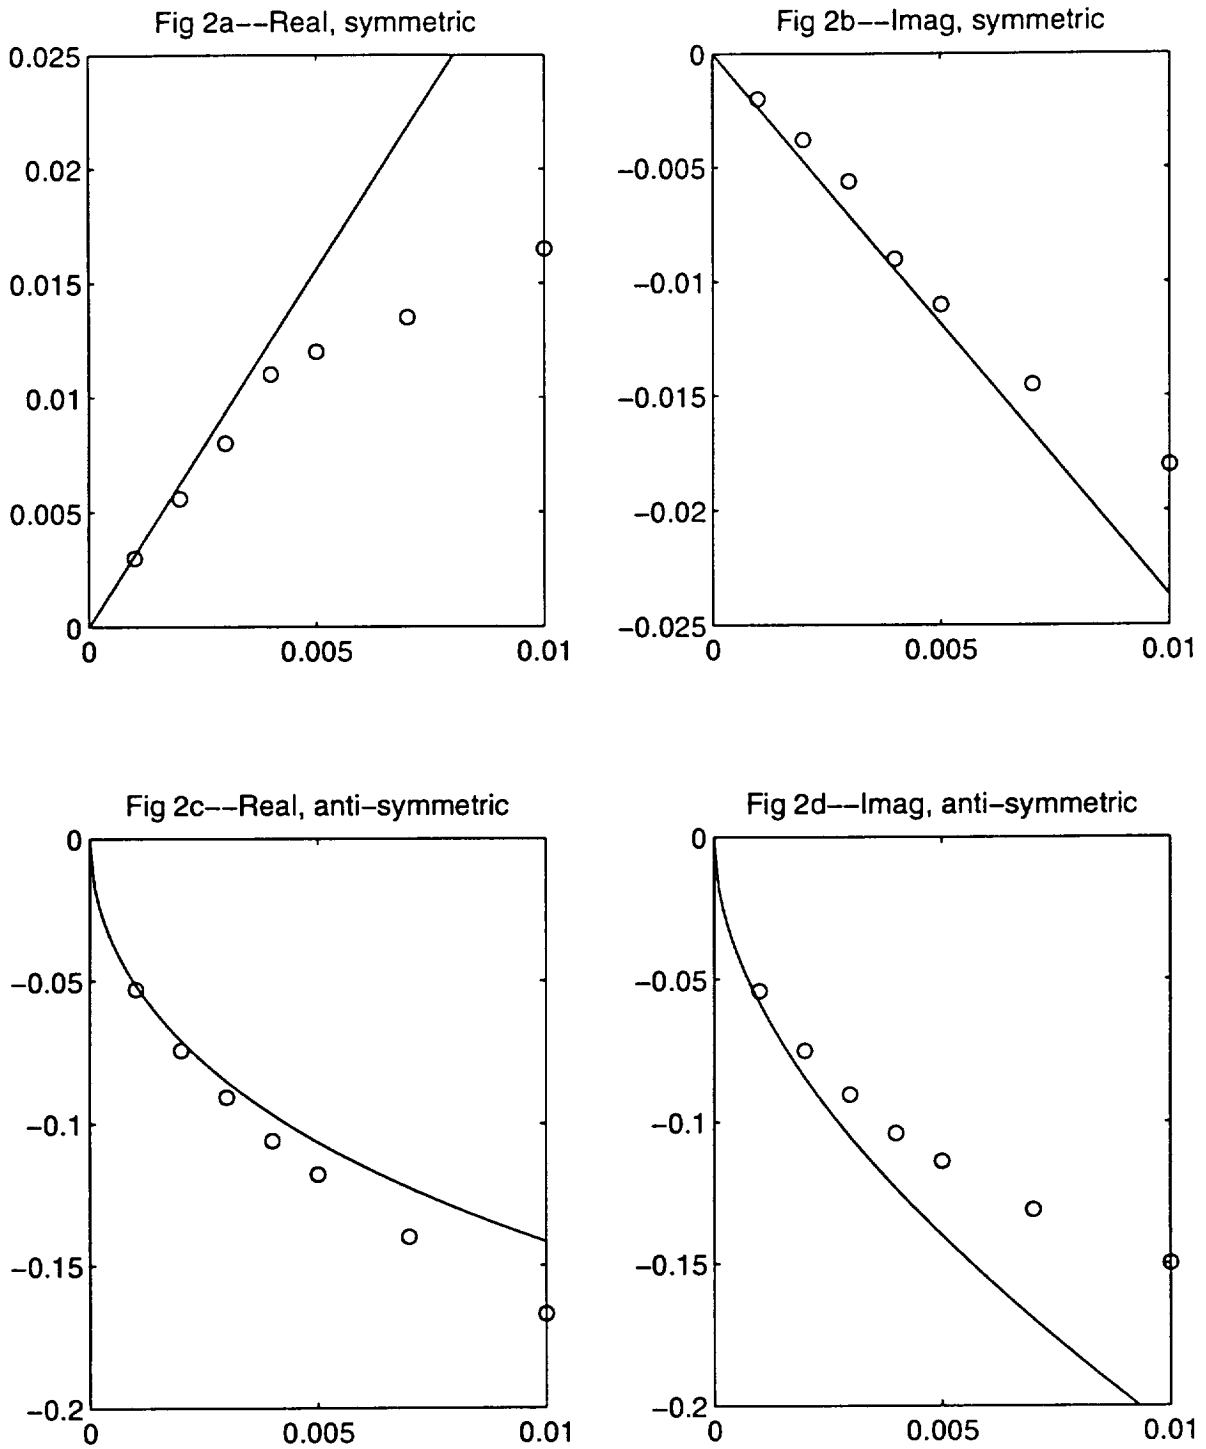 Fig 2a--Real, symmetric
0.025
0.02
0.015
0.01
0.005
0
0 0.005 0.01
Fig 2b--Imag, symmetric
0
-0.005
-0.01
-0.015
-0.02
-0.025
0 0.005 0.01
Fig 2c--Real, anti-symmetric
0
-0.05
-0.1
-0.15
-0.2
0 0.005 0.01
Fig 2d--Imag, anti-symmetric
0
-0.05
-0.1
-0.15
-0.2
0 0.005 0.01